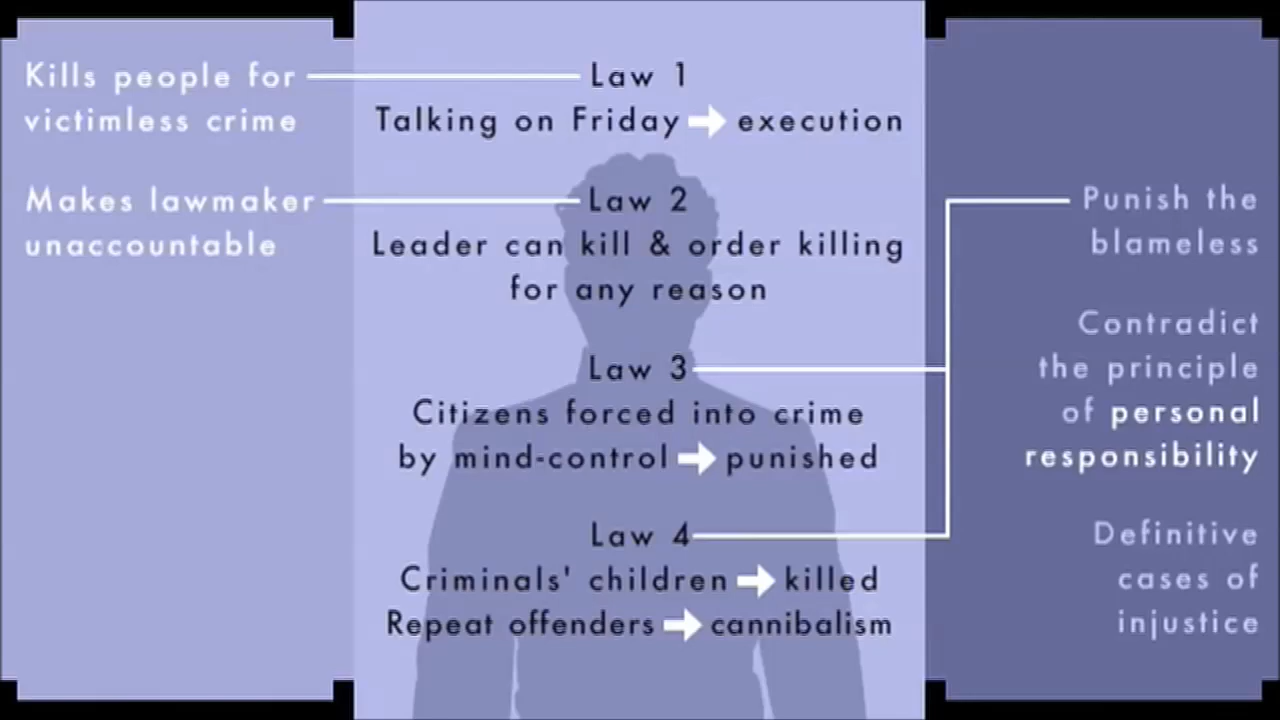 Kills people for
victimless crime
Makes lawmaker
unaccountable
Law 1
Talking on Friday ➡ execution
Law 2
Leader can kill & order killing
for any reason
Law 3
Citizens forced into crime
by mind-control ➡ punished
Law 4
Criminals' children ➡ killed
Repeat offenders ➡ cannibalism
Punish the
blameless
Contradict
the principle
of personal
responsibility
Definitive
cases of
injustice